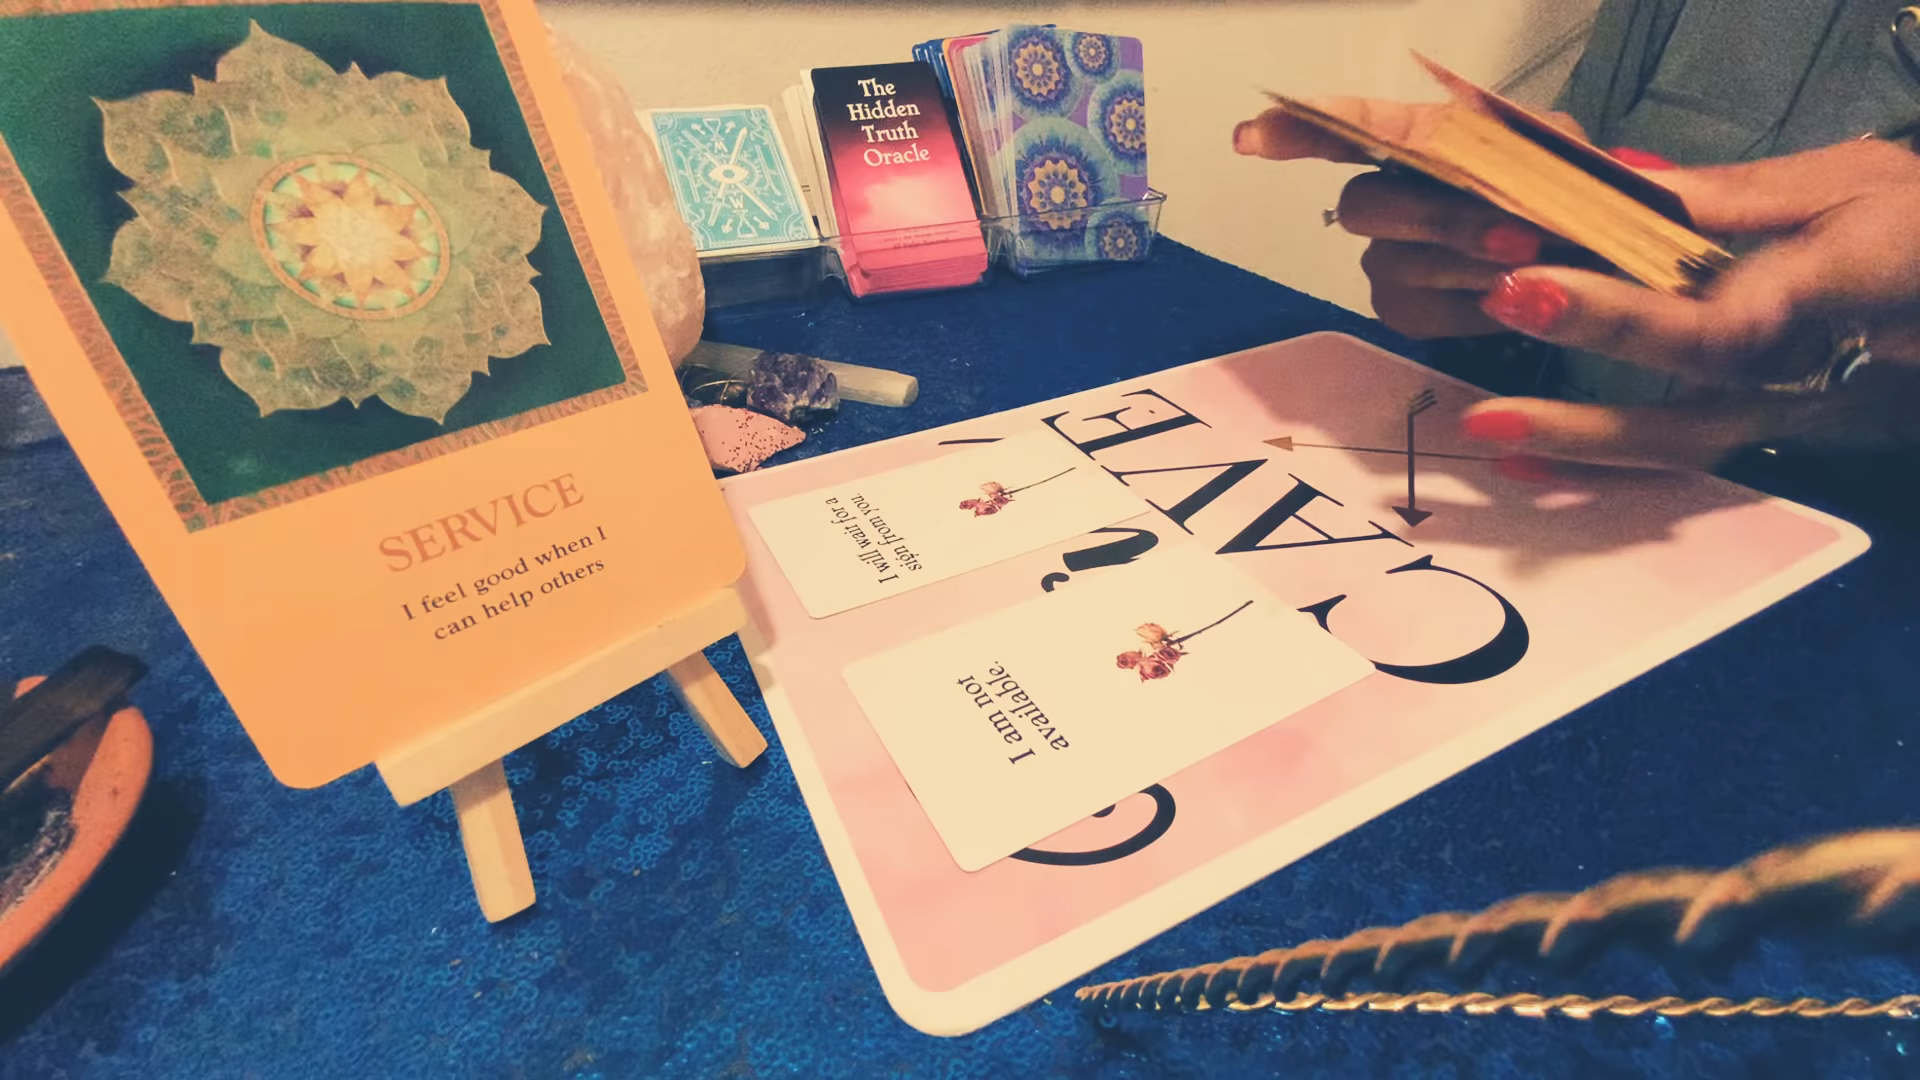 The
Hidden
Truth
Oracle
SERVICE
I feel good when I
can help others
I will wait for a
sign from you.
I am not
available.
CAVE
W
W